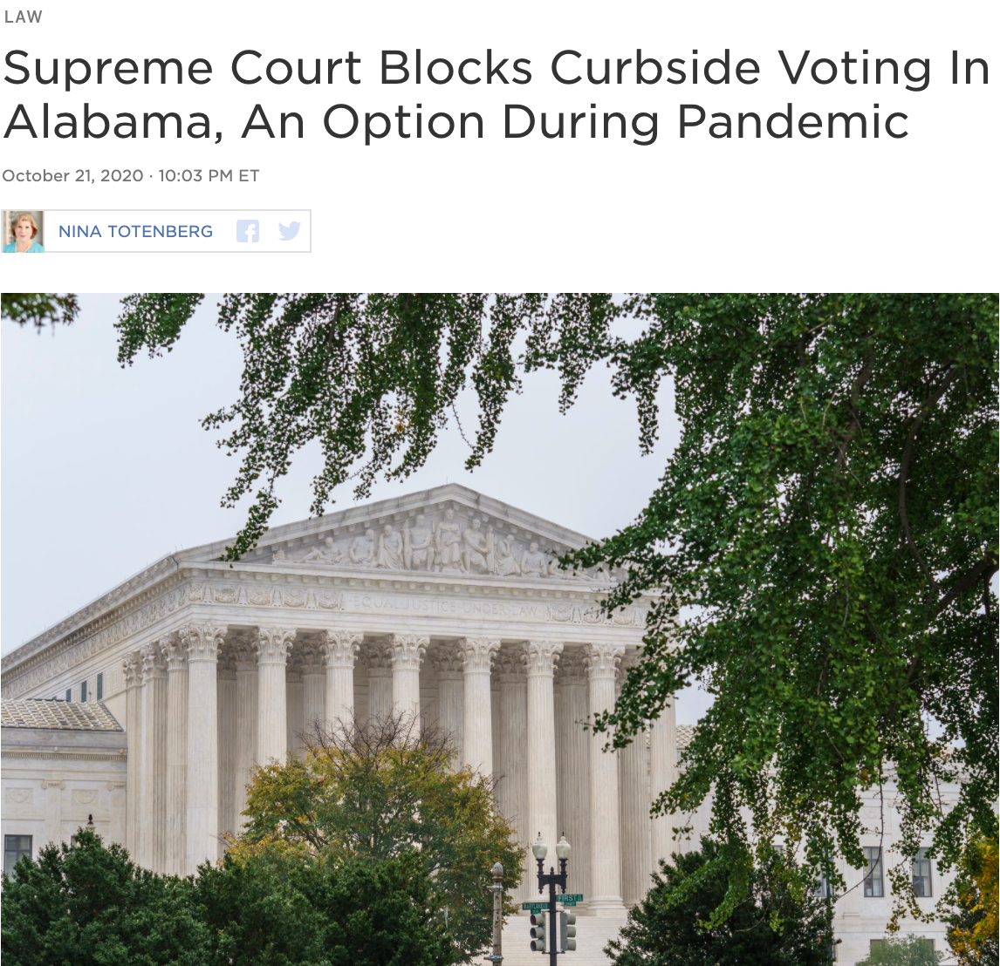 LAW
Supreme Court Blocks Curbside Voting In
Alabama, An Option During Pandemic
October 21, 2020 · 10:03 PM ET
NINA TOTENBERG
EQUAL JUSTICE UNDER LAW
FIRST